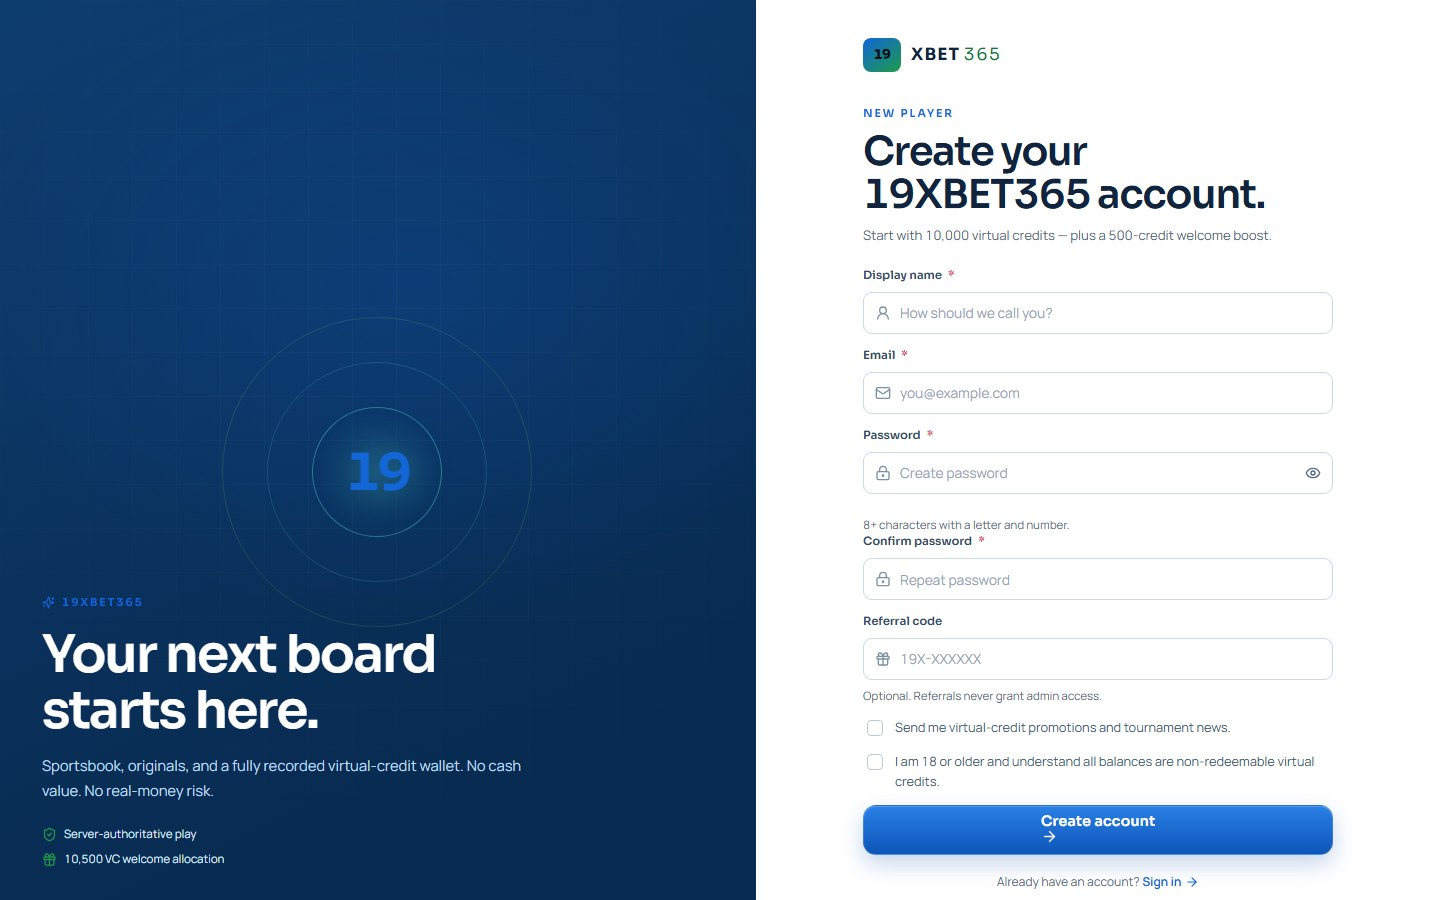 19
19XBET365
Your next board
starts here.
Sportsbook, originals, and a fully recorded virtual-credit wallet. No cash
value. No real-money risk.
Server-authoritative play
10,500 VC welcome allocation
19 XBET 365
NEW PLAYER
Create your
19XBET365 account.
Start with 10,000 virtual credits — plus a 500-credit welcome boost.
Display name *
How should we call you?
Email *
you@example.com
Password *
Create password
8+ characters with a letter and number.
Confirm password *
Repeat password
Referral code
19X-XXXXXX
Optional. Referrals never grant admin access.
Send me virtual-credit promotions and tournament news.
I am 18 or older and understand all balances are non-redeemable virtual
credits.
Create account
→
Already have an account? Sign in →